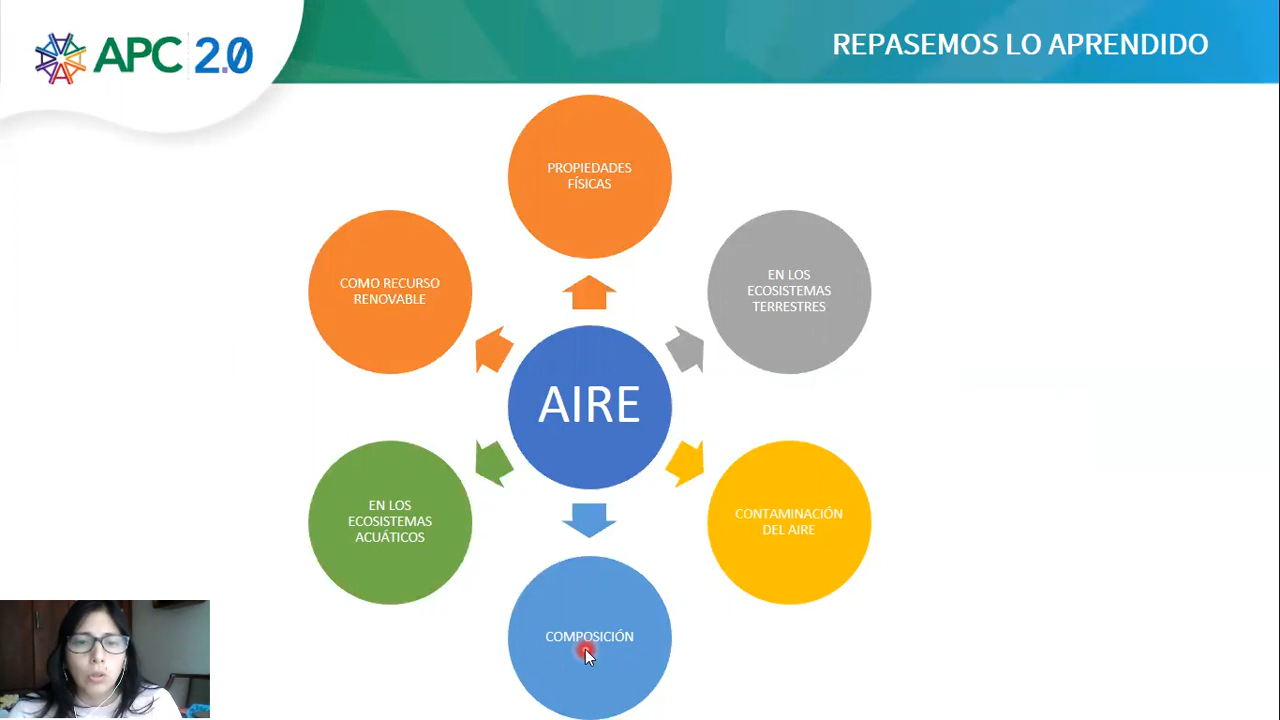 APC 2.0
REPASEMOS LO APRENDIDO
PROPIEDADES
FÍSICAS
COMO RECURSO
RENOVABLE
EN LOS
ECOSISTEMAS
TERRESTRES
AIRE
EN LOS
ECOSISTEMAS
ACUÁTICOS
CONTAMINACIÓN
DEL AIRE
COMPOSICIÓN